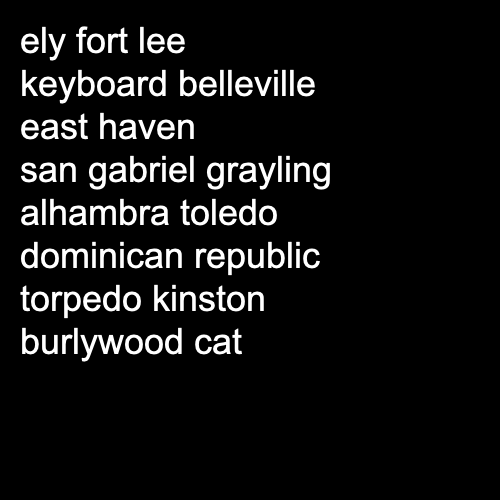 ely fort lee
keyboard belleville
east haven
san gabriel grayling
alhambra toledo
dominican republic
torpedo kinston
burlywood cat